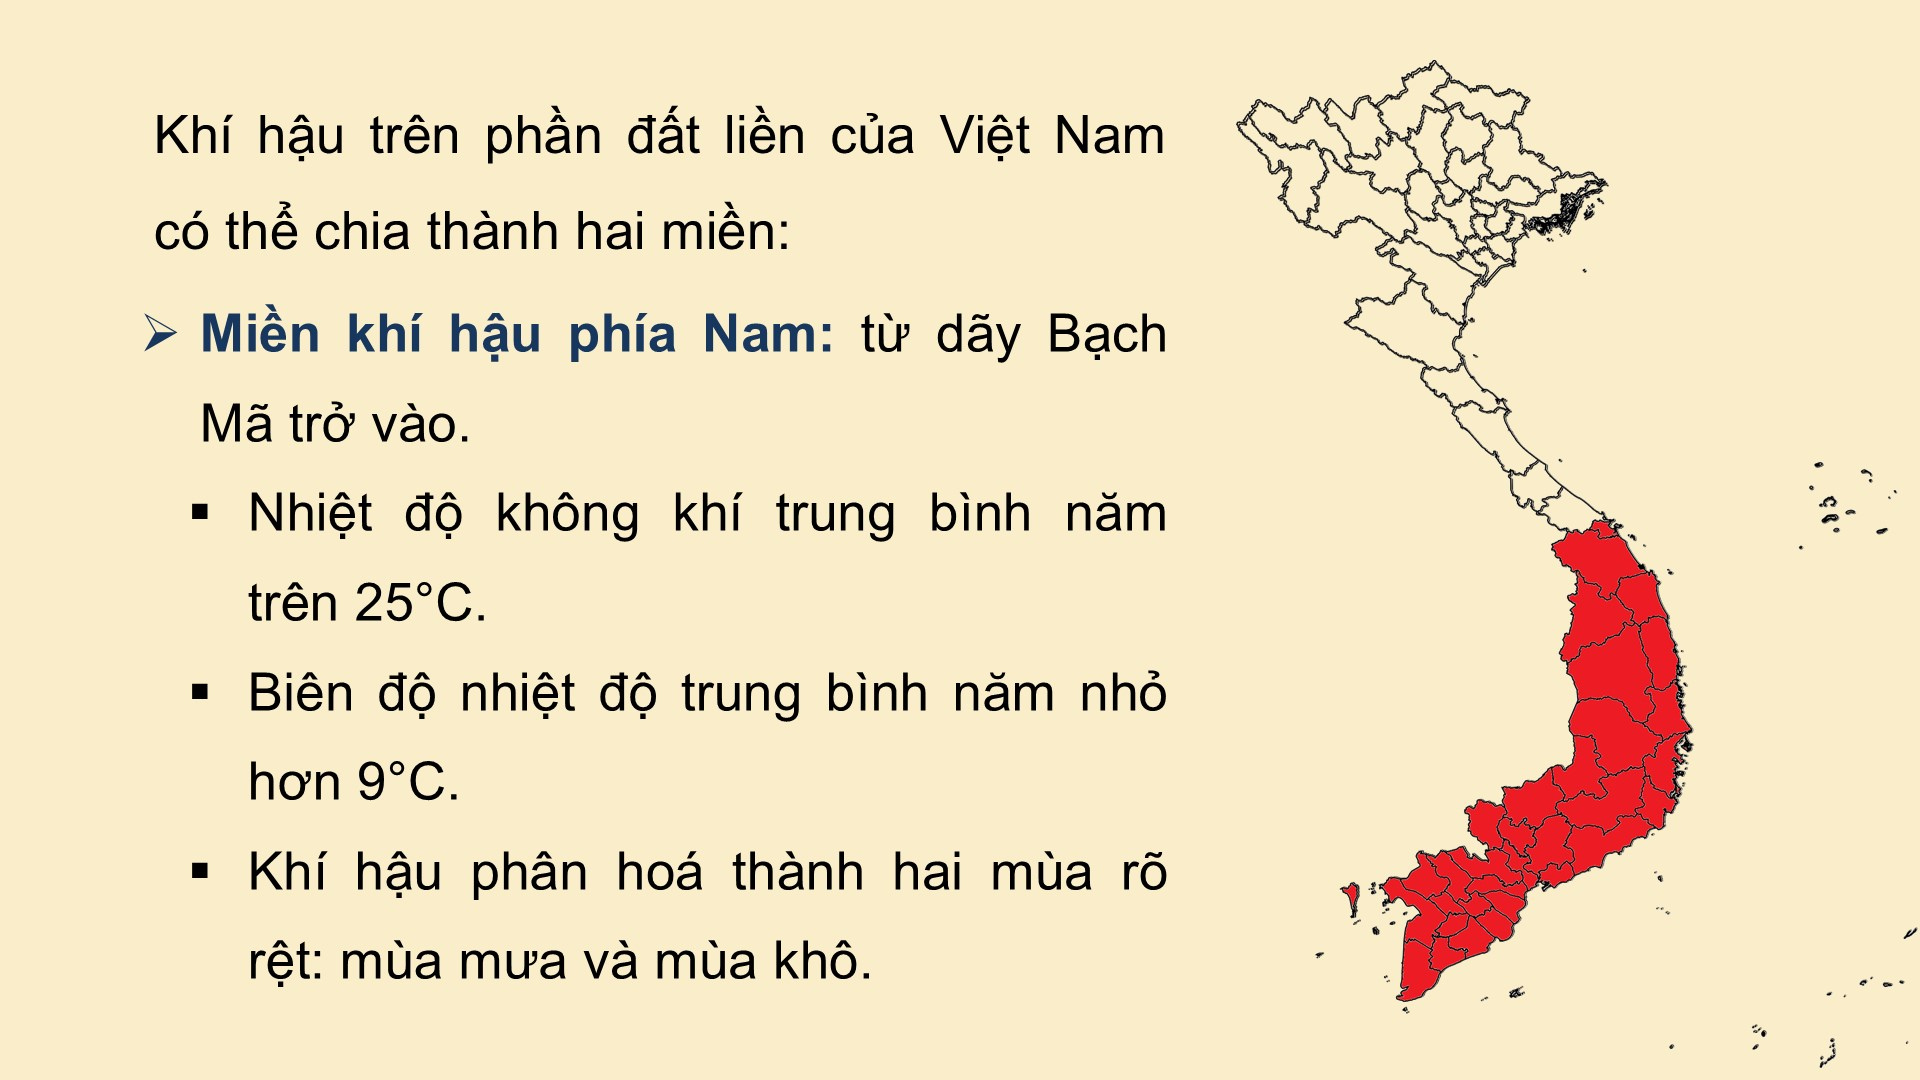 Khí hậu trên phần đất liền của Việt Nam
có thể chia thành hai miền:
➢ Miền khí hậu phía Nam: từ dãy Bạch
Mã trở vào.
▪ Nhiệt độ không khí trung bình năm
trên 25°C.
▪ Biên độ nhiệt độ trung bình năm nhỏ
hơn 9°C.
▪ Khí hậu phân hoá thành hai mùa rõ
rệt: mùa mưa và mùa khô.